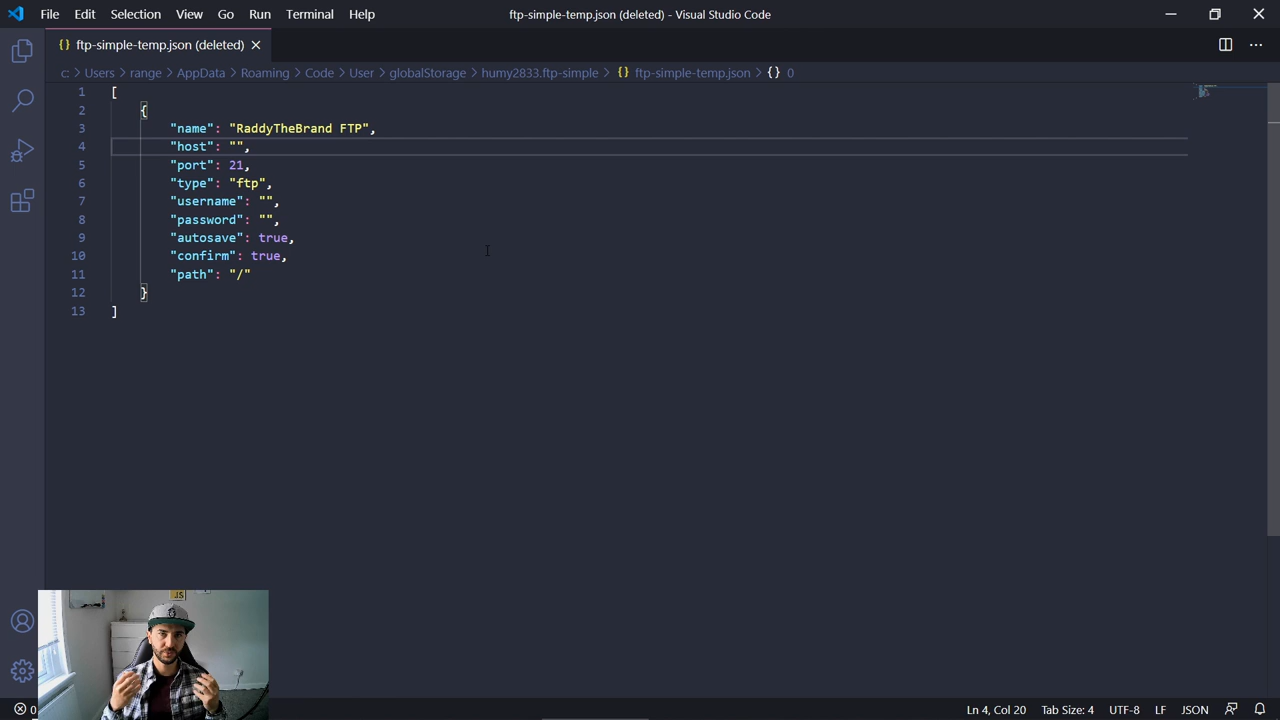 File Edit Selection View Go Run Terminal Help
ftp-simple-temp.json (deleted) - Visual Studio Code
{} ftp-simple-temp.json (deleted) ×
c: > Users > range > AppData > Roaming > Code > User > globalStorage > humy2833.ftp-simple > {} ftp-simple-temp.json > {} 0
1 [
2 {
3 "name": "RaddyTheBrand FTP",
4 "host": "",
5 "port": 21,
6 "type": "ftp",
7 "username": "",
8 "password": "",
9 "autosave": true,
10 "confirm": true,
11 "path": "/"
12 }
13 ]
JS
0
Ln 4, Col 20 Tab Size: 4 UTF-8 LF JSON